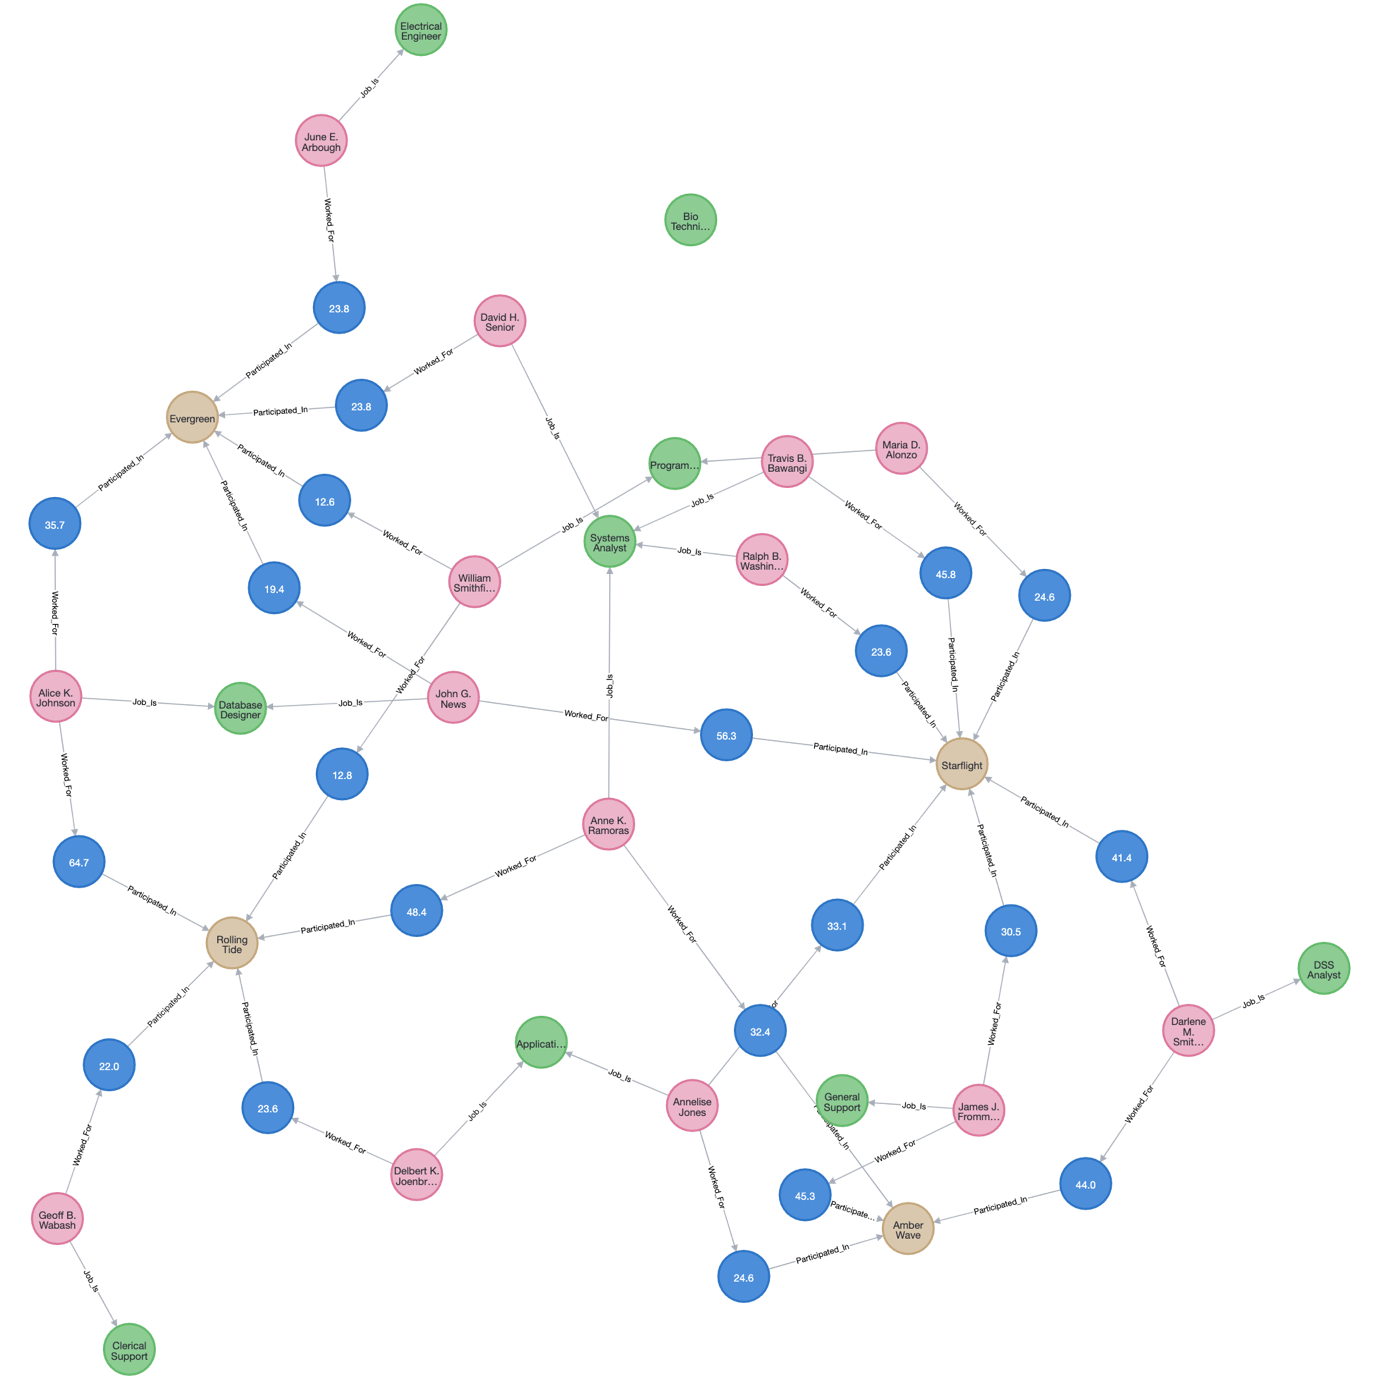 Electrical
Engineer
Job_Is
June E.
Arbough
Worked_For
Bio
Techni…
23.8
David H.
Senior
Participated_In
Worked_For
23.8
Participated_In
Evergreen
Job_Is
Participated_In
Participated_In
Participated_In
Program…
Travis B.
Bawangi
Maria D.
Alonzo
35.7
12.6
Job_Is
Job_Is
Worked_For
Worked_For
Systems
Analyst
Job_Is
Ralph B.
Washin…
Worked_For
45.8
24.6
19.4
William
Smithfi…
Worked_For
Worked_For
Worked_For
Worked_For
23.6
Participated_In
Participated_In
Participated_In
Alice K.
Johnson
Job_Is
Database
Designer
Job_Is
John G.
News
Job_Is
Worked_For
56.3
Participated_In
Starflight
Worked_For
12.8
Participated_In
Anne K.
Ramoras
Participated_In
Participated_In
64.7
Participated_In
Worked_For
41.4
Participated_In
48.4
Participated_In
Worked_For
33.1
30.5
Rolling
Tide
Worked_For
DSS
Analyst
Job_Is
Participated_In
Participated_In
or
32.4
Worked_For
Darlene
M.
Smit…
Applicati…
22.0
Job_Is
Worked_For
23.6
Job_Is
Annelise
Jones
General
Support
Job_Is
James J.
Fromm…
Worked_For
Worked_For
Worked_For
Delbert K.
Joenbr…
Worked_For
45.3
Participate…
44.0
Participated_In
Geoff B.
Wabash
Amber
Wave
Participated_In
24.6
Job_Is
Clerical
Support